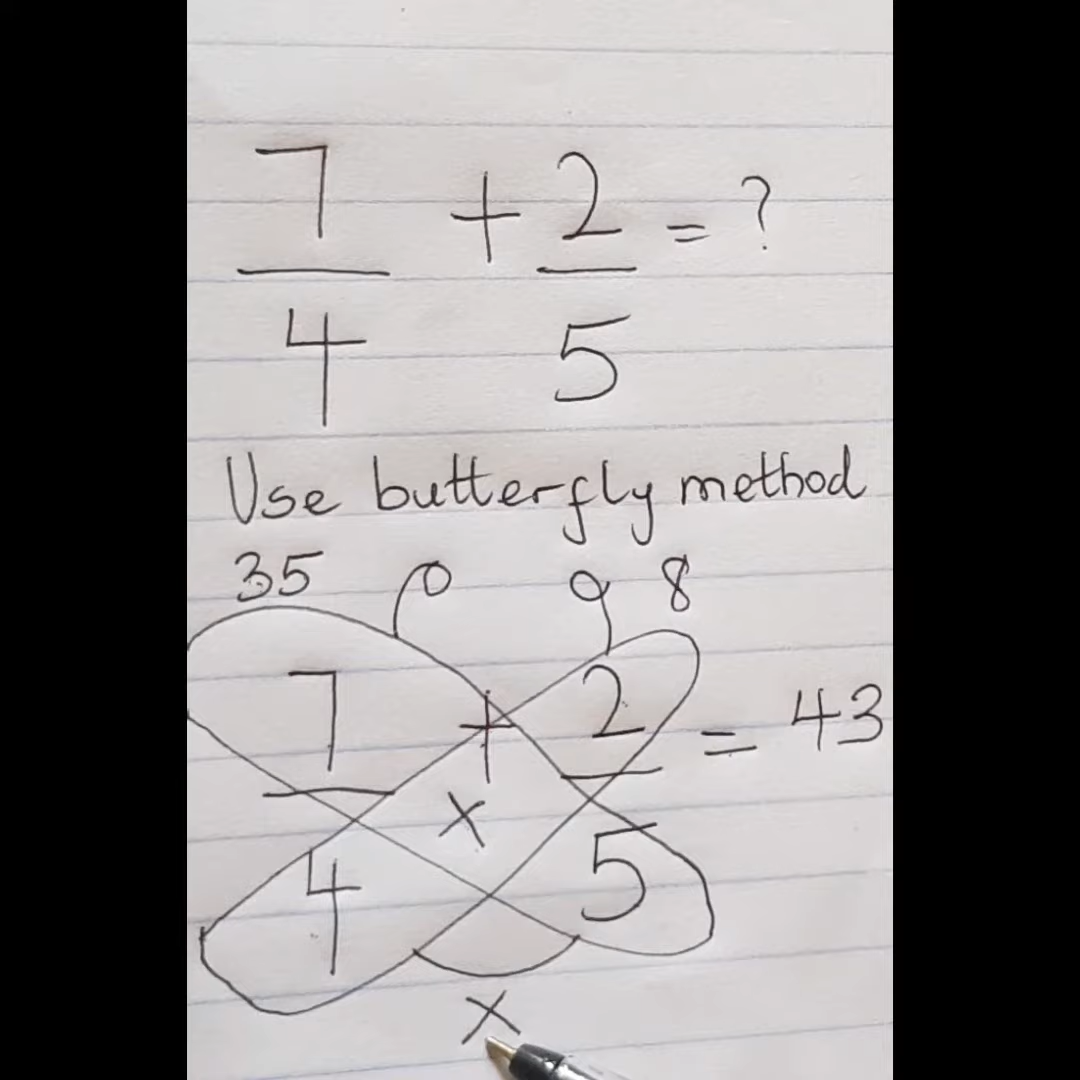 7 + 2 = ?
4 5
Use butterfly method
35 8
7 + 2 = 43
x
4 5
x